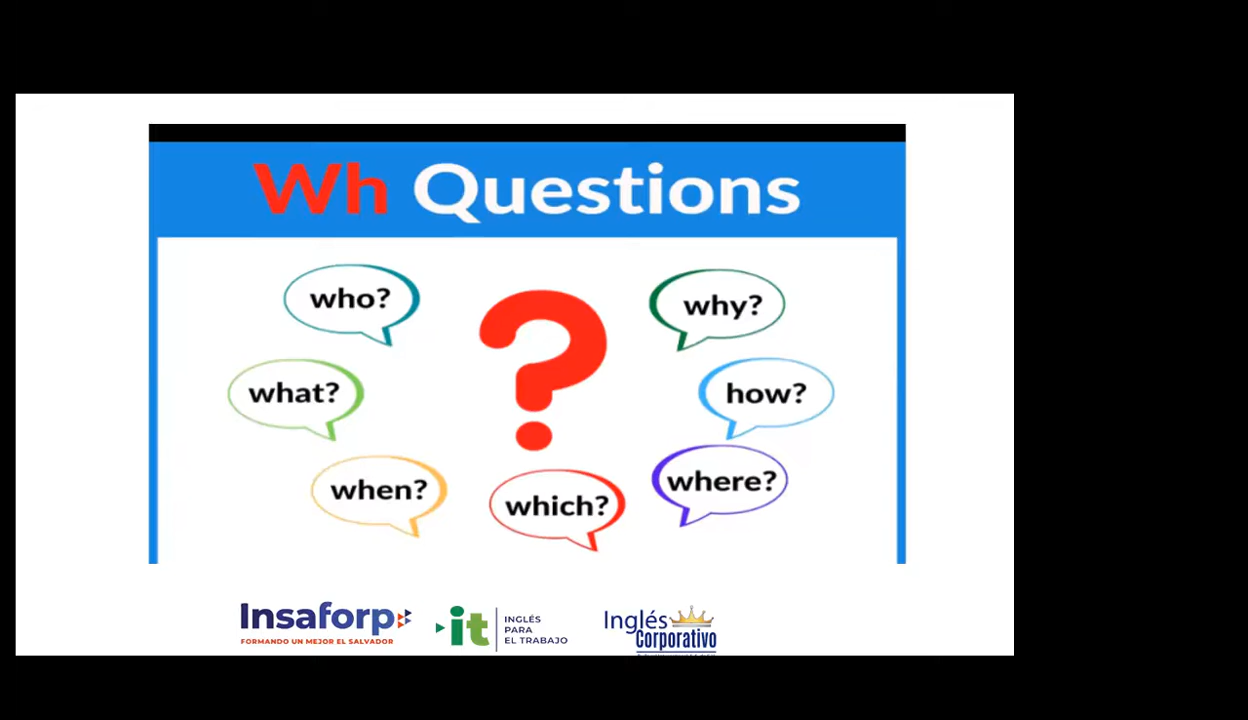 Wh Questions
who?
why?
what?
how?
when?
which?
where?
Insaforp
FORMANDO UN MEJOR EL SALVADOR
it
INGLÉS
PARA
EL TRABAJO
Inglés
Corporativo